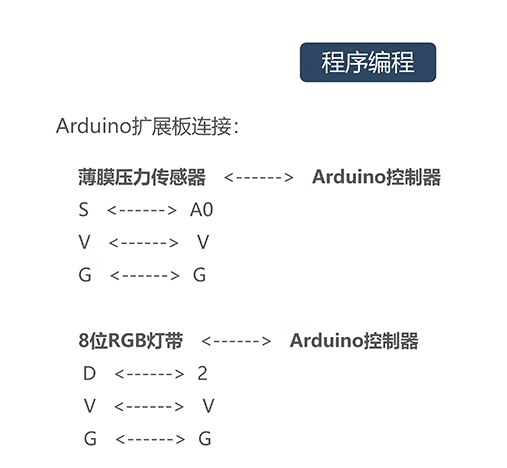 程序编程
Arduino扩展板连接：
薄膜压力传感器 <------> Arduino控制器
S <------> A0
V <------> V
G <------> G
8位RGB灯带 <------> Arduino控制器
D <------> 2
V <------> V
G <------> G